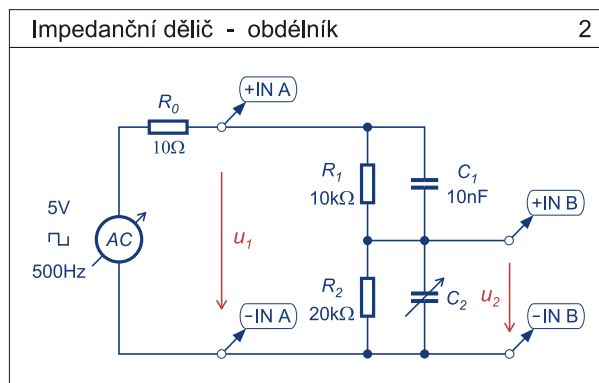 Impedanční dělič - obdélník 2
+IN A
R0
10Ω
R1
10kΩ
C1
10nF
+IN B
5V
AC
500Hz
u1
R2
20kΩ
C2
u2
−IN A
−IN B